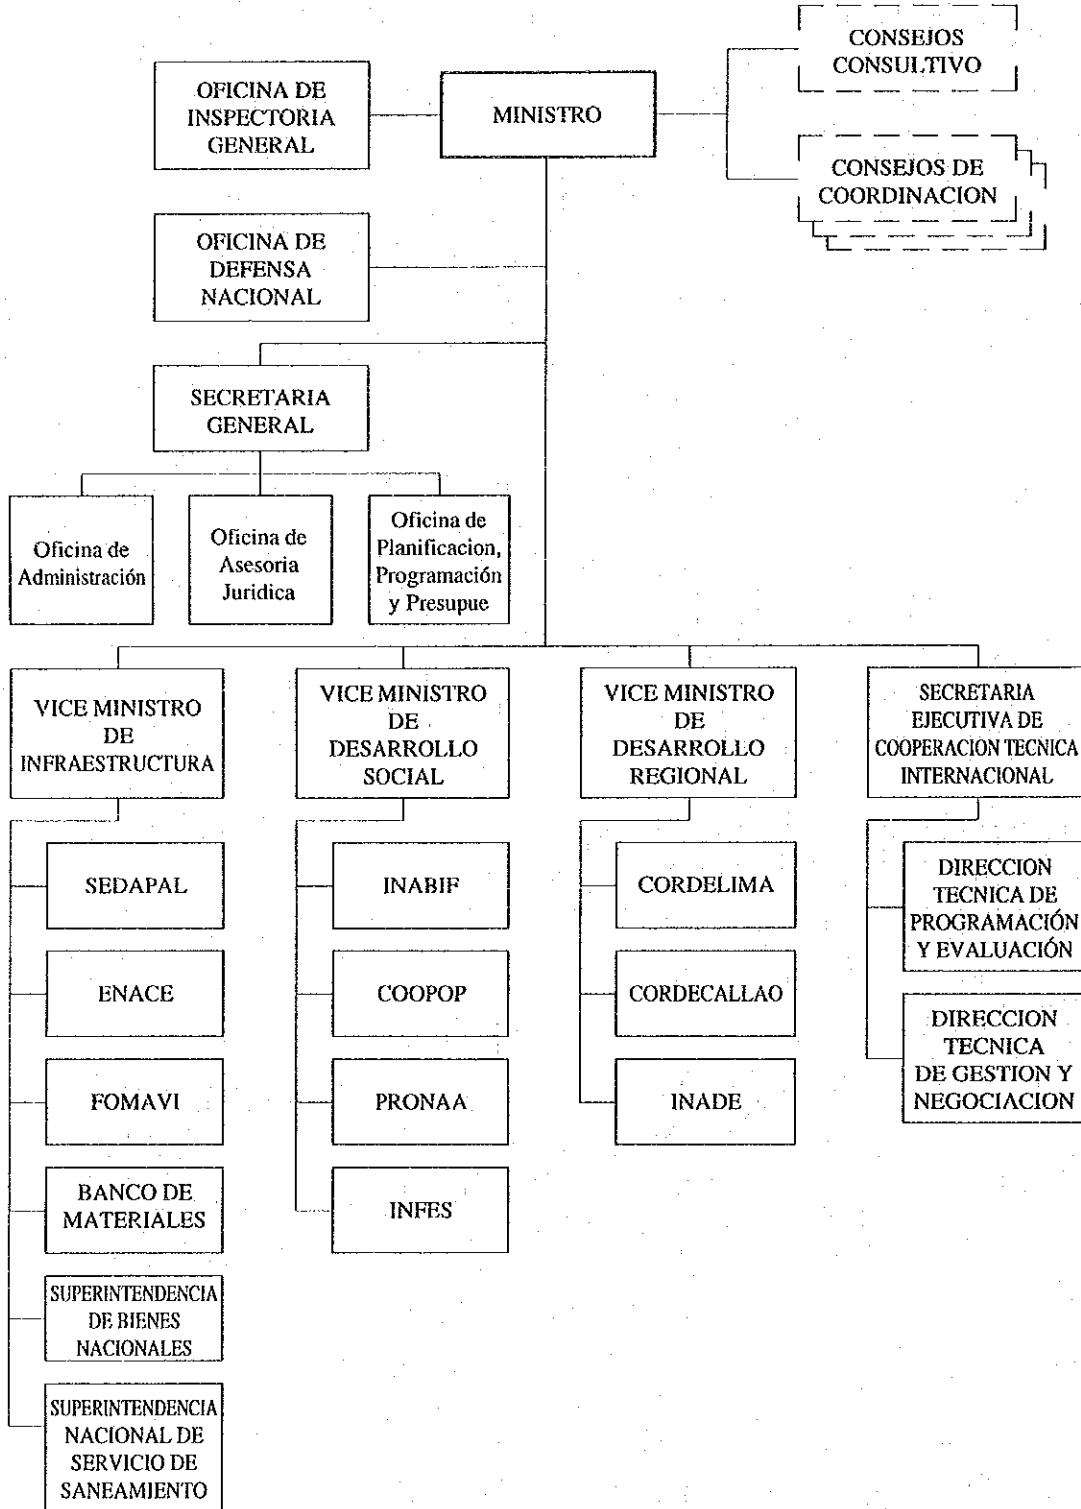 CONSEJOS
CONSULTIVO
OFICINA DE
INSPECTORIA
GENERAL
MINISTRO
CONSEJOS DE
COORDINACION
OFICINA DE
DEFENSA
NACIONAL
SECRETARIA
GENERAL
Oficina de
Administración
Oficina de
Asesoria
Juridica
Oficina de
Planificacion,
Programación
y Presupue
VICE MINISTRO
DE
INFRAESTRUCTURA
VICE MINISTRO
DE
DESARROLLO
SOCIAL
VICE MINISTRO
DE
DESARROLLO
REGIONAL
SECRETARIA
EJECUTIVA DE
COOPERACION TECNICA
INTERNACIONAL
SEDAPAL
ENACE
FOMAVI
BANCO DE
MATERIALES
SUPERINTENDENCIA
DE BIENES
NACIONALES
SUPERINTENDENCIA
NACIONAL DE
SERVICIO DE
SANEAMIENTO
INABIF
COOPOP
PRONAA
INFES
CORDELIMA
CORDECALLAO
INADE
DIRECCION
TECNICA DE
PROGRAMACIÓN
Y EVALUACIÓN
DIRECCION
TECNICA
DE GESTION Y
NEGOCIACION